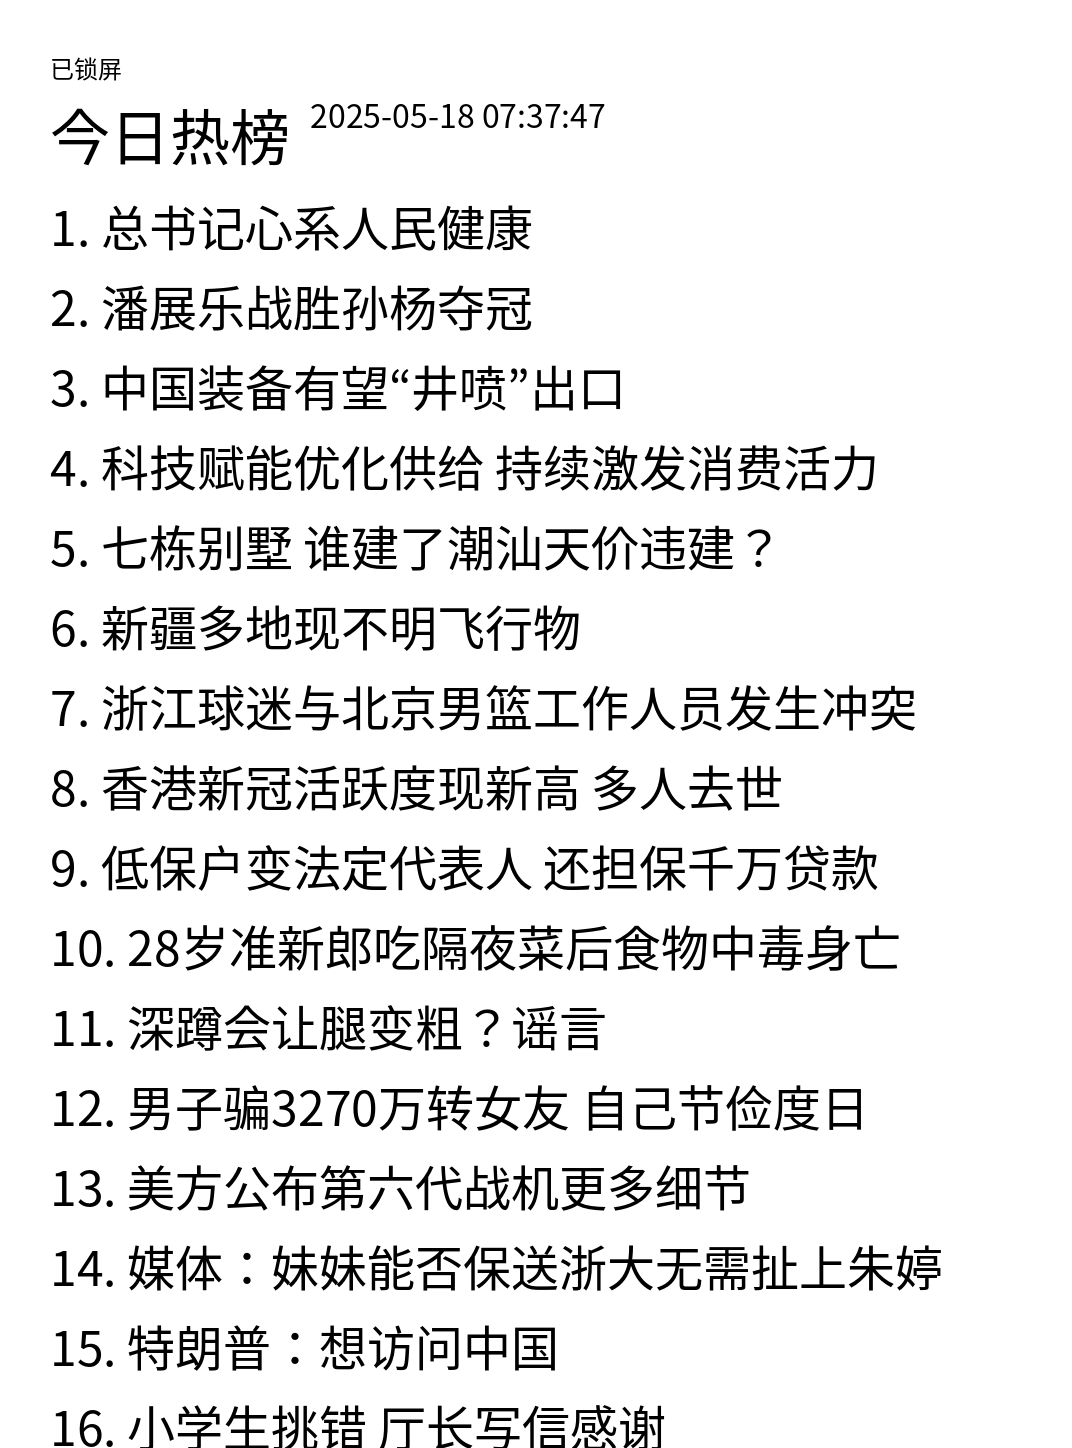 已锁屏
今日热榜 2025-05-18 07:37:47
1. 总书记心系人民健康
2. 潘展乐战胜孙杨夺冠
3. 中国装备有望“井喷”出口
4. 科技赋能优化供给 持续激发消费活力
5. 七栋别墅 谁建了潮汕天价违建？
6. 新疆多地现不明飞行物
7. 浙江球迷与北京男篮工作人员发生冲突
8. 香港新冠活跃度现新高 多人去世
9. 低保户变法定代表人 还担保千万贷款
10. 28岁准新郎吃隔夜菜后食物中毒身亡
11. 深蹲会让腿变粗？谣言
12. 男子骗3270万转女友 自己节俭度日
13. 美方公布第六代战机更多细节
14. 媒体：妹妹能否保送浙大无需扯上朱婷
15. 特朗普：想访问中国
16. 小学生挑错 厅长写信感谢